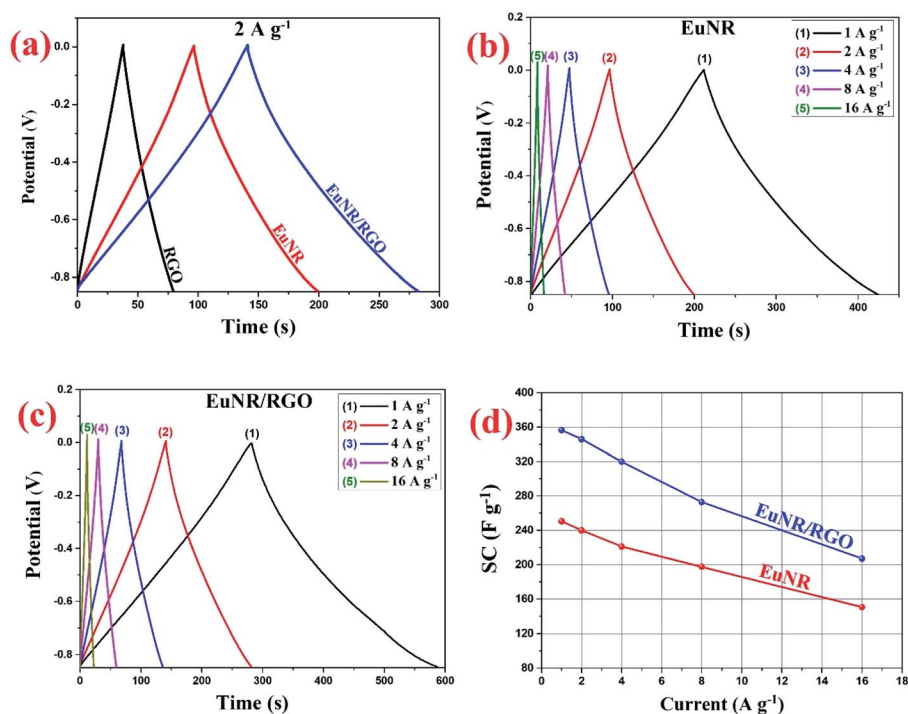 (a)
2 A g⁻¹
0.0
-0.2
-0.4
-0.6
-0.8
Potential (V)
RGO
EuNR
EuNR/RGO
0 50 100 150 200 250 300
Time (s)
(b)
EuNR
0.2
0.0
-0.2
-0.4
-0.6
-0.8
Potential (V)
(5) (4) (3) (2) (1)
(1) 1 A g⁻¹
(2) 2 A g⁻¹
(3) 4 A g⁻¹
(4) 8 A g⁻¹
(5) 16 A g⁻¹
0 100 200 300 400
Time (s)
(c)
EuNR/RGO
0.2
0.0
-0.2
-0.4
-0.6
-0.8
Potential (V)
(5) (4) (3) (2) (1)
(1) 1 A g⁻¹
(2) 2 A g⁻¹
(3) 4 A g⁻¹
(4) 8 A g⁻¹
(5) 16 A g⁻¹
0 100 200 300 400 500 600
Time (s)
(d)
400
360
320
280
240
200
160
120
80
SC (F g⁻¹)
EuNR/RGO
EuNR
0 2 4 6 8 10 12 14 16 18
Current (A g⁻¹)